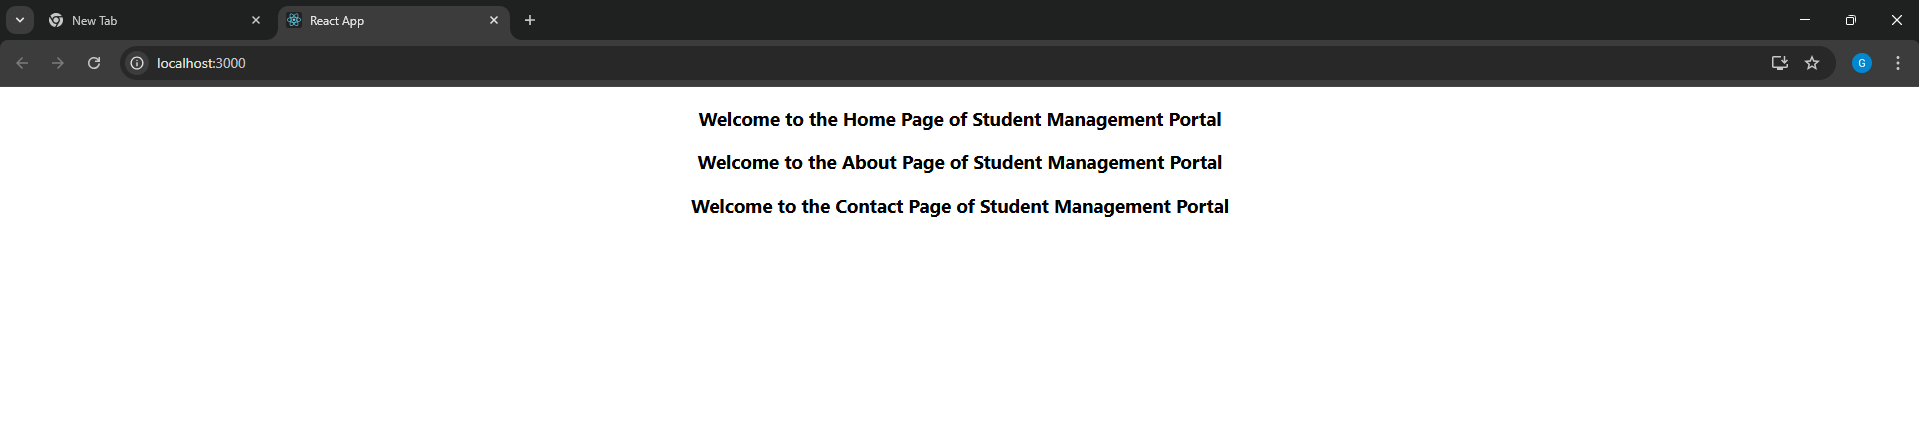 New Tab
React App
localhost:3000
G
Welcome to the Home Page of Student Management Portal
Welcome to the About Page of Student Management Portal
Welcome to the Contact Page of Student Management Portal